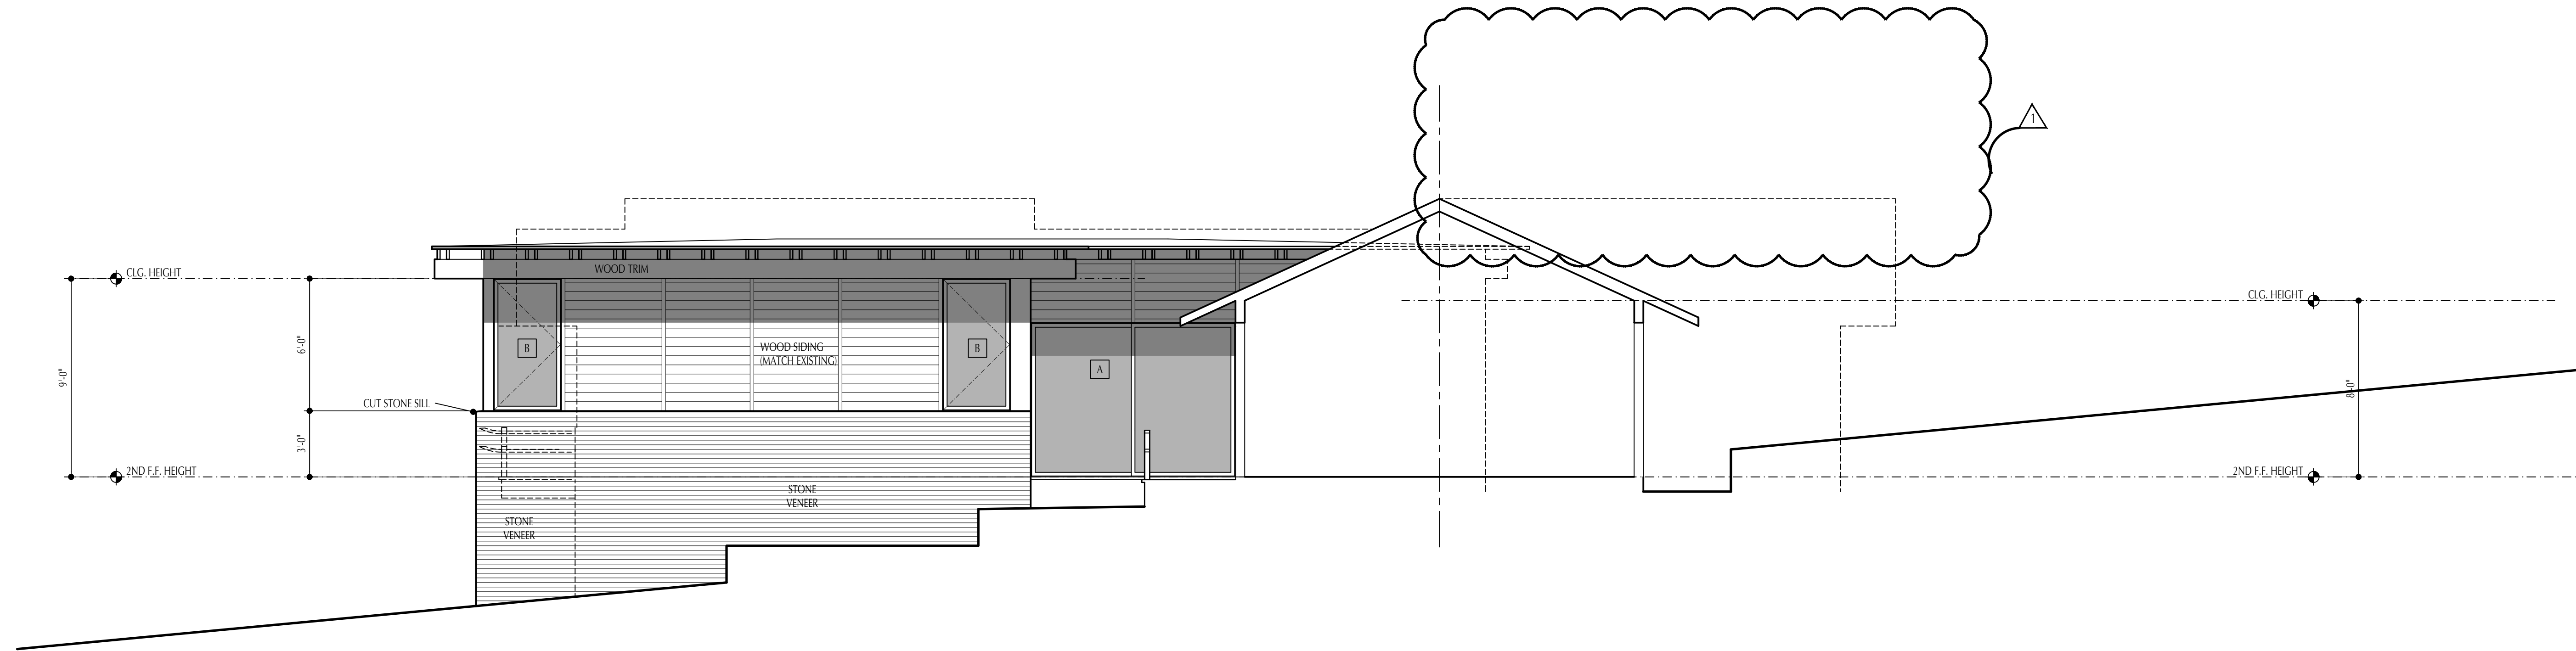 1
CLG. HEIGHT
WOOD TRIM
CLG. HEIGHT
6'-0"
B
WOOD SIDING
(MATCH EXISTING)
B
A
9'-0"
8'-0"
CUT STONE SILL
3'-0"
2ND F.F. HEIGHT
2ND F.F. HEIGHT
STONE
VENEER
STONE
VENEER